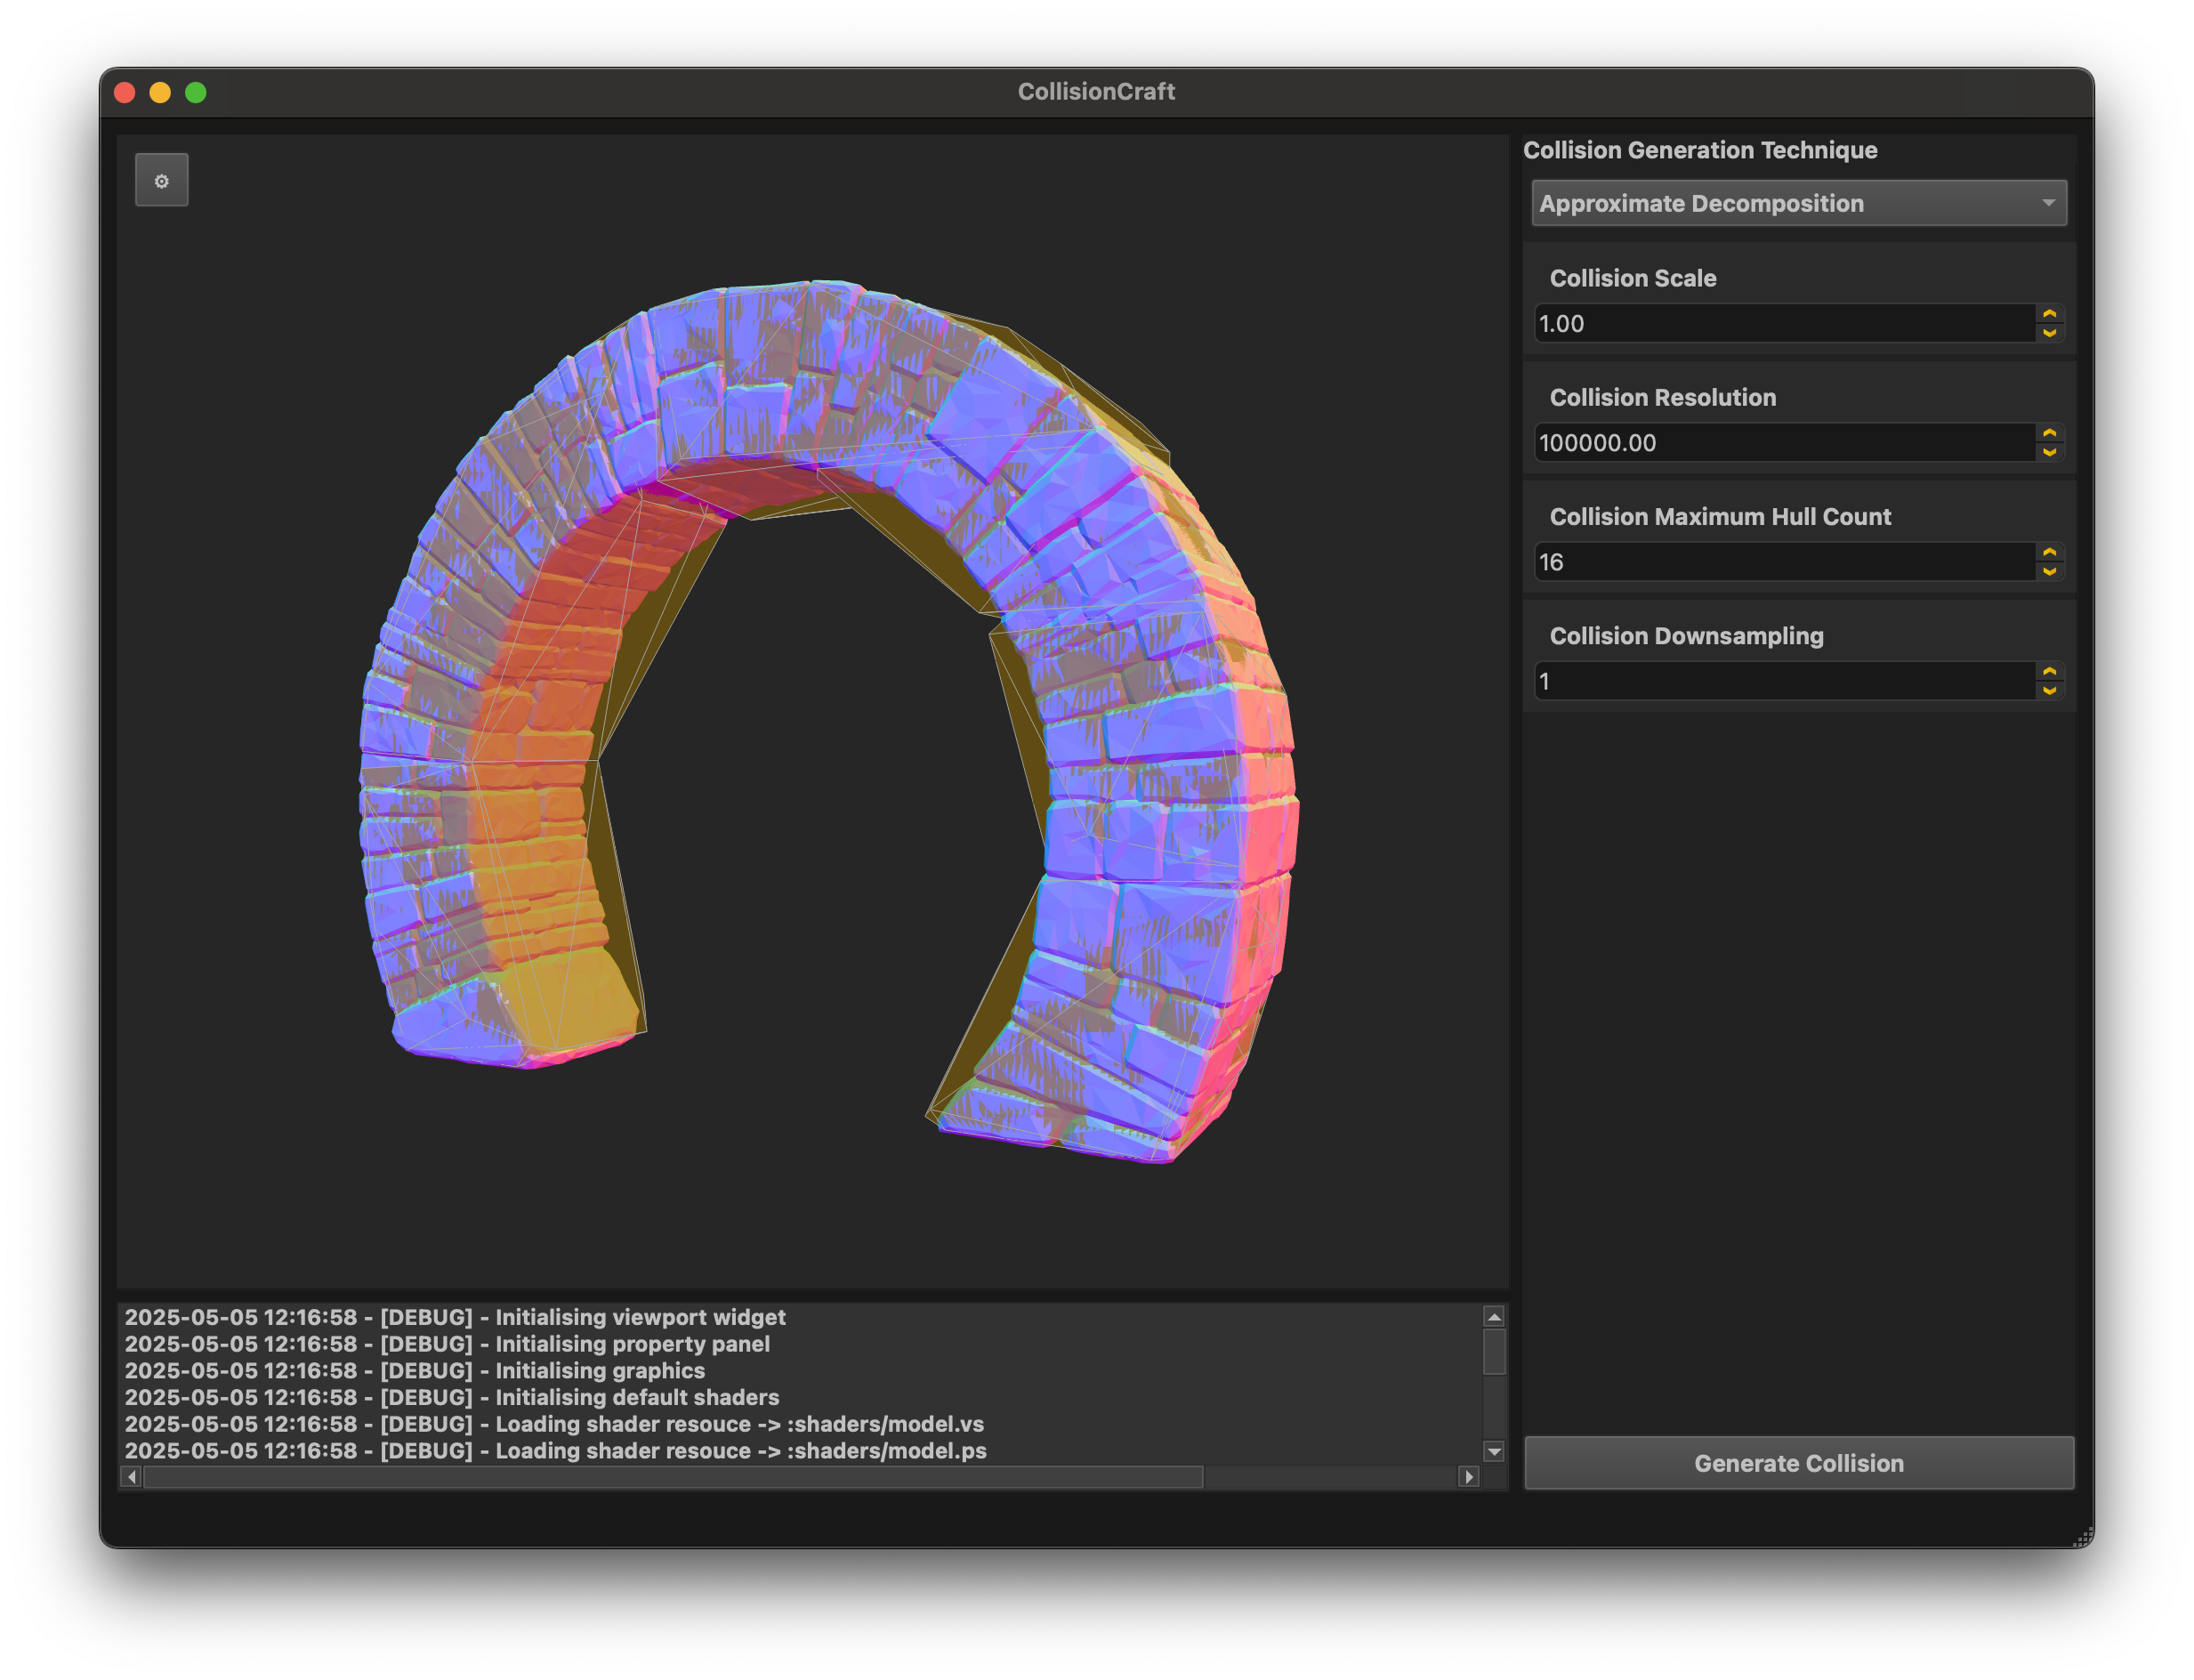 CollisionCraft
Collision Generation Technique
Approximate Decomposition
Collision Scale
1.00
Collision Resolution
100000.00
Collision Maximum Hull Count
16
Collision Downsampling
1
2025-05-05 12:16:58 - [DEBUG] - Initialising viewport widget
2025-05-05 12:16:58 - [DEBUG] - Initialising property panel
2025-05-05 12:16:58 - [DEBUG] - Initialising graphics
2025-05-05 12:16:58 - [DEBUG] - Initialising default shaders
2025-05-05 12:16:58 - [DEBUG] - Loading shader resouce -> :shaders/model.vs
2025-05-05 12:16:58 - [DEBUG] - Loading shader resouce -> :shaders/model.ps
Generate Collision